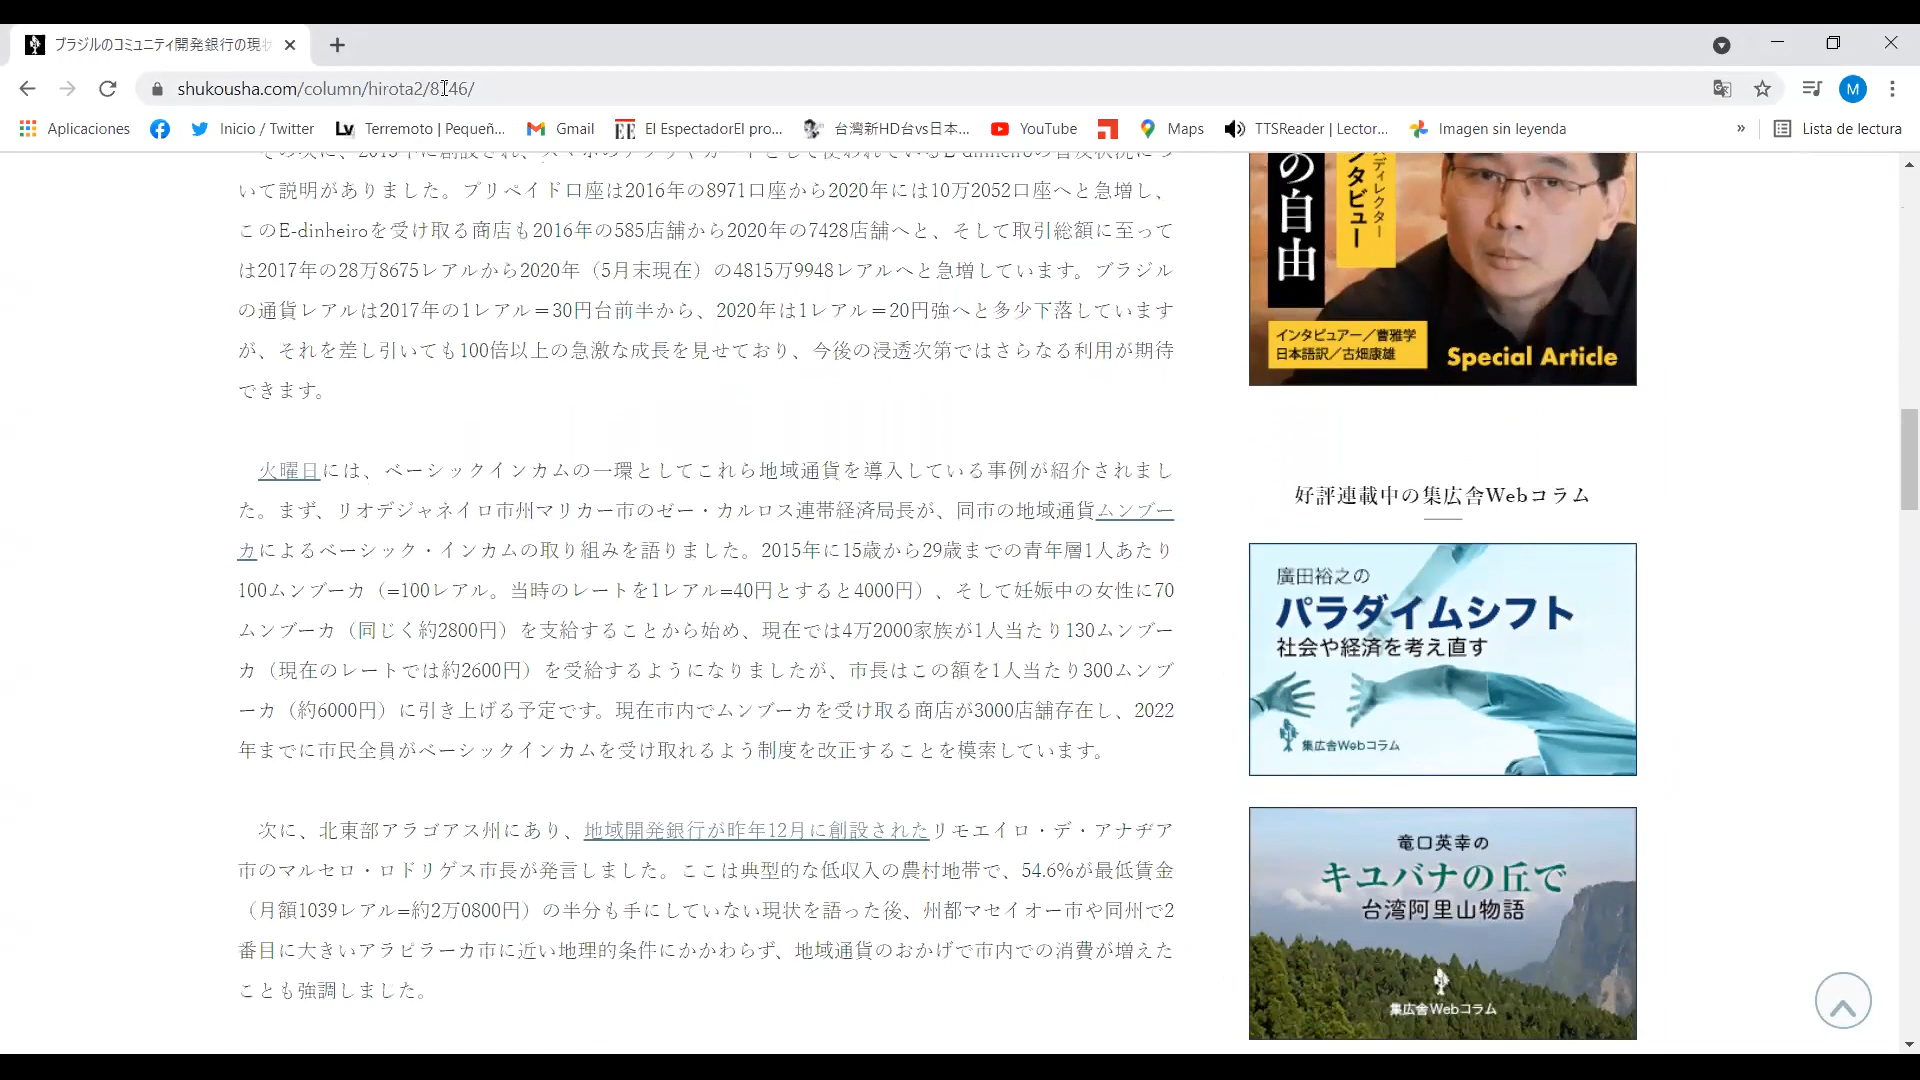 ブラジルのコミュニティ開発銀行の現
shukousha.com/column/hirota2/8146/
M
Aplicaciones
Inicio / Twitter
Lv Terremoto | Pequeñ...
Gmail
EE El EspectadorEl pro...
台湾新HD台vs日本...
YouTube
Maps
TTSReader | Lector...
Imagen sin leyenda
»
Lista de lectura
いて説明がありました。プリペイド口座は2016年の8971口座から2020年には10万2052口座へと急増し、
このE-dinheiroを受け取る商店も2016年の585店舗から2020年の7428店舗へと、そして取引総額に至って
は2017年の28万8675レアルから2020年（5月末現在）の4815万9948レアルへと急増しています。ブラジル
の通貨レアルは2017年の1レアル＝30円台前半から、2020年は1レアル＝20円強へと多少下落しています
が、それを差し引いても100倍以上の急激な成長を見せており、今後の浸透次第ではさらなる利用が期待
できます。
火曜日には、ベーシックインカムの一環としてこれら地域通貨を導入している事例が紹介されまし
た。まず、リオデジャネイロ市州マリカー市のゼー・カルロス連帯経済局長が、同市の地域通貨ムンブー
カによるベーシック・インカムの取り組みを語りました。2015年に15歳から29歳までの青年層1人あたり
100ムンブーカ（=100レアル。当時のレートを1レアル=40円とすると4000円）、そして妊娠中の女性に70
ムンブーカ（同じく約2800円）を支給することから始め、現在では4万2000家族が1人当たり130ムンブー
カ（現在のレートでは約2600円）を受給するようになりましたが、市長はこの額を1人当たり300ムンブ
ーカ（約6000円）に引き上げる予定です。現在市内でムンブーカを受け取る商店が3000店舗存在し、2022
年までに市民全員がベーシックインカムを受け取れるよう制度を改正することを模索しています。
次に、北東部アラゴアス州にあり、地域開発銀行が昨年12月に創設されたリモエイロ・デ・アナヂア
市のマルセロ・ロドリゲス市長が発言しました。ここは典型的な低収入の農村地帯で、54.6%が最低賃金
（月額1039レアル=約2万0800円）の半分も手にしていない現状を語った後、州都マセイオー市や同州で2
番目に大きいアラピラーカ市に近い地理的条件にかかわらず、地域通貨のおかげで市内での消費が増えた
ことも強調しました。
の自由
ディレクター
ンタビュー
インタビュアー／曹雅学
日本語訳／古畑康雄
Special Article
好評連載中の集広舎Webコラム
廣田裕之の
パラダイムシフト
社会や経済を考え直す
集広舎Webコラム
竜口英幸の
キユバナの丘で
台湾阿里山物語
集広舎Webコラム